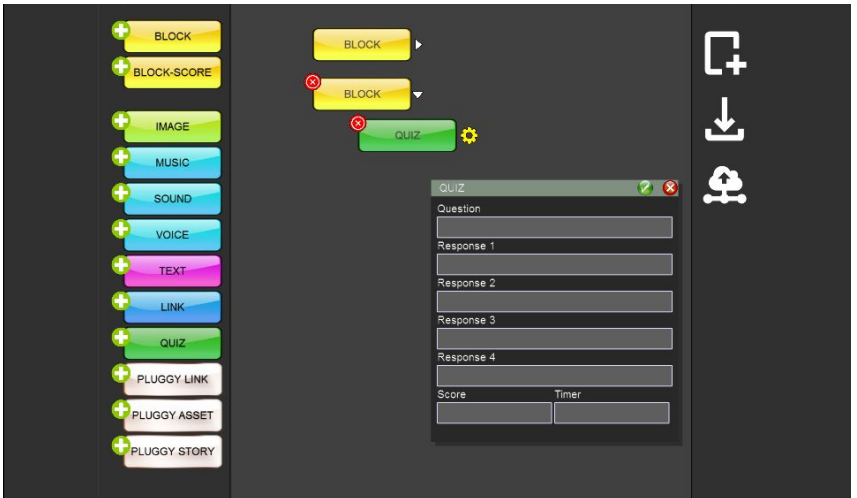 BLOCK
BLOCK-SCORE
IMAGE
MUSIC
SOUND
VOICE
TEXT
LINK
QUIZ
PLUGGY LINK
PLUGGY ASSET
PLUGGY STORY
BLOCK
BLOCK
QUIZ
QUIZ
Question
Response 1
Response 2
Response 3
Response 4
Score Timer